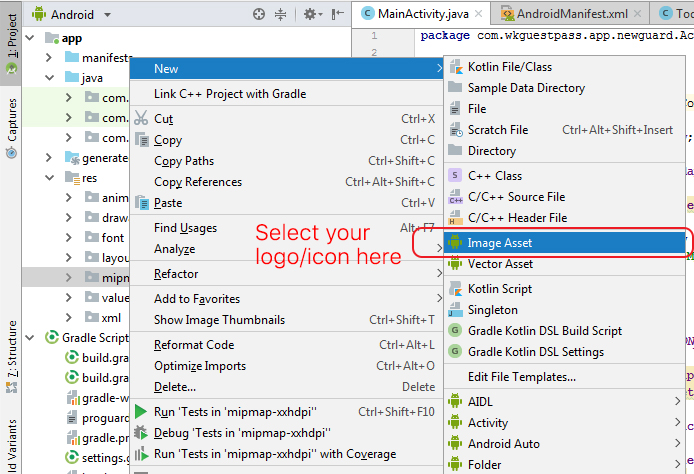 Android
MainActivity.java
AndroidManifest.xml
Too
1: Project
Captures
7: Structure
ld Variants
1
package com.wkguestpass.app.newguard.Ac
2
app
manifests
java
com.
com.
com.
generate
res
anim
draw
font
layou
mipm
value
xml
Gradle Script
build.gra
build.gra
gradle-w
proguard
gradle.pr
settings.g
New
Link C++ Project with Gradle
Cut Ctrl+X
Copy Ctrl+C
Copy Paths Ctrl+Shift+C
Copy References Ctrl+Alt+Shift+C
Paste Ctrl+V
Find Usages Alt+F7
Analyze
Refactor
Add to Favorites
Show Image Thumbnails Ctrl+Shift+T
Reformat Code Ctrl+Alt+L
Optimize Imports Ctrl+Alt+O
Delete... Delete
Run 'Tests in 'mipmap-xxhdpi'' Ctrl+Shift+F10
Debug 'Tests in 'mipmap-xxhdpi''
Run 'Tests in 'mipmap-xxhdpi'' with Coverage
Select your
logo/icon here
Kotlin File/Class
Sample Data Directory
File
Scratch File Ctrl+Alt+Shift+Insert
Directory
C++ Class
C/C++ Source File
C/C++ Header File
Image Asset
Vector Asset
Kotlin Script
Singleton
Gradle Kotlin DSL Build Script
Gradle Kotlin DSL Settings
Edit File Templates...
AIDL
Activity
Android Auto
Folder